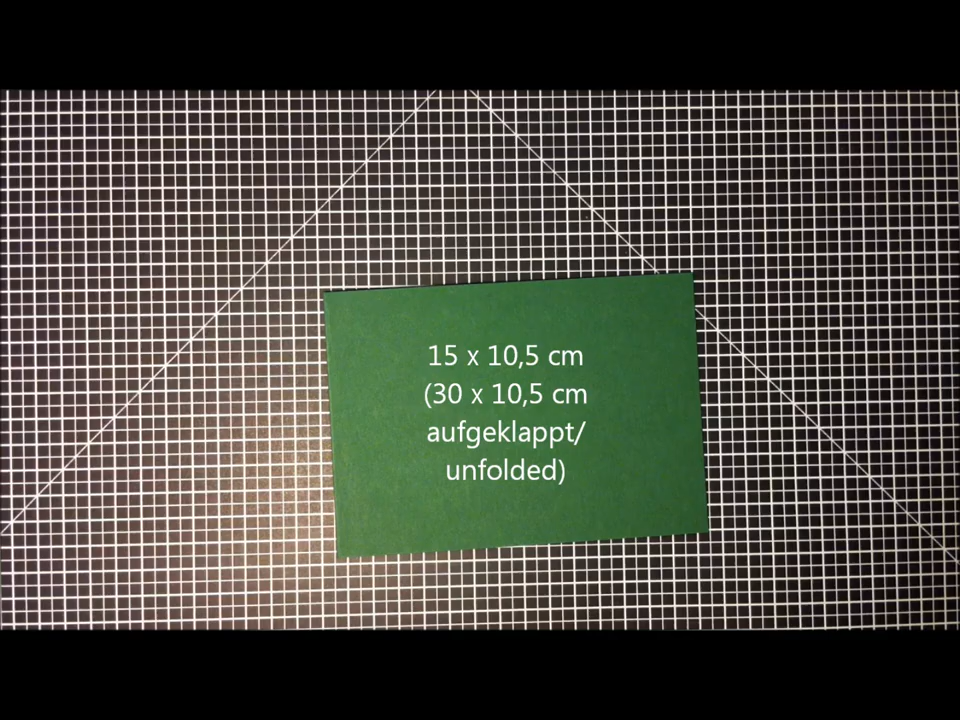 15 x 10,5 cm
(30 x 10,5 cm
aufgeklappt/
unfolded)